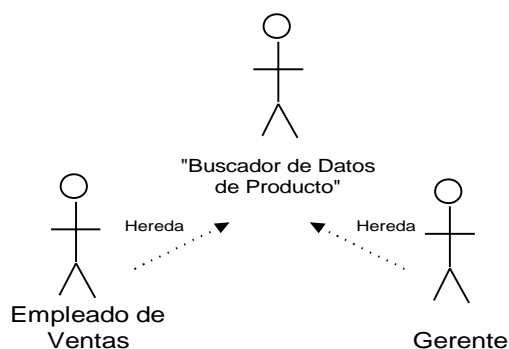 "Buscador de Datos
de Producto"
Hereda
Hereda
Empleado de
Ventas
Gerente